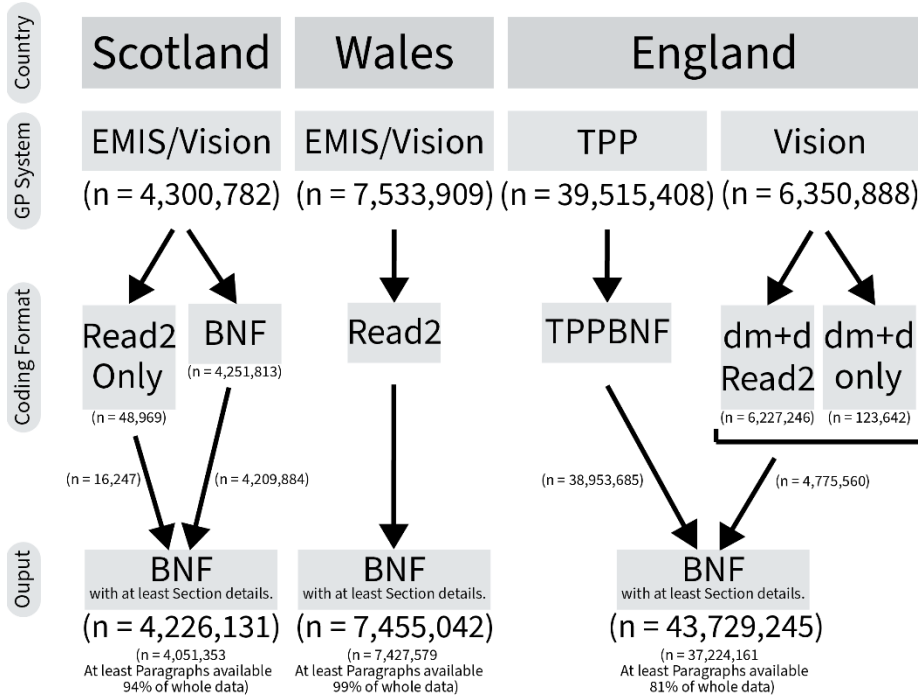 Country
Scotland
Wales
England
GP System
EMIS/Vision
EMIS/Vision
TPP
Vision
(n = 4,300,782)
(n = 7,533,909)
(n = 39,515,408)
(n = 6,350,888)
Coding Format
Read2
Only
(n = 48,969)
BNF
(n = 4,251,813)
Read2
TPPBNF
dm+d
Read2
(n = 6,227,246)
dm+d
only
(n = 123,642)
(n = 16,247)
(n = 4,209,884)
(n = 38,953,685)
(n = 4,775,560)
Ouput
BNF
with at least Section details.
(n = 4,226,131)
(n = 4,051,353
At least Paragraphs available
94% of whole data)
BNF
with at least Section details.
(n = 7,455,042)
(n = 7,427,579
At least Paragraphs available
99% of whole data)
BNF
with at least Section details.
(n = 43,729,245)
(n = 37,224,161
At least Paragraphs available
81% of whole data)